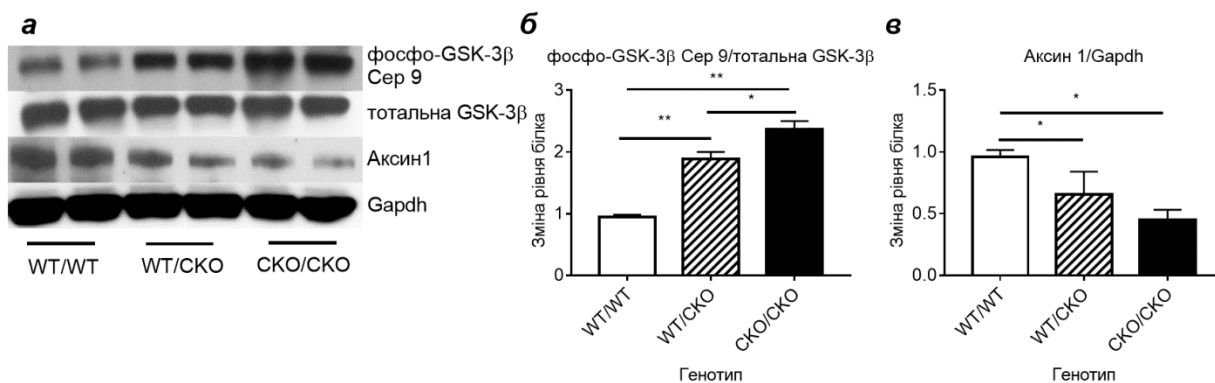 а
фосфо-GSK-3β
Сер 9
тотальна GSK-3β
Аксин1
Gapdh
WT/WT
WT/CKO
CKO/CKO
б
фосфо-GSK-3β Сер 9/тотальна GSK-3β
Зміна рівня білка
3
2
1
0
**
*
**
WT/WT
WT/CKO
CKO/CKO
Генотип
в
Аксин 1/Gapdh
Зміна рівня білка
1.5
1.0
0.5
0.0
*
*
WT/WT
WT/CKO
CKO/CKO
Генотип